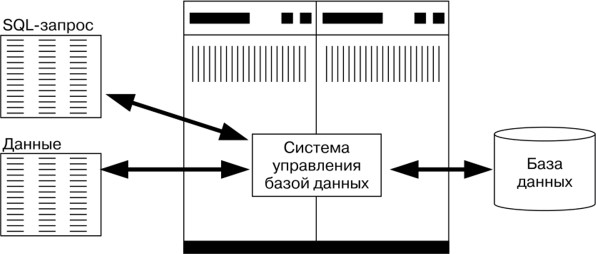 SQL-запрос
Данные
Система
управления
базой данных
База
данных